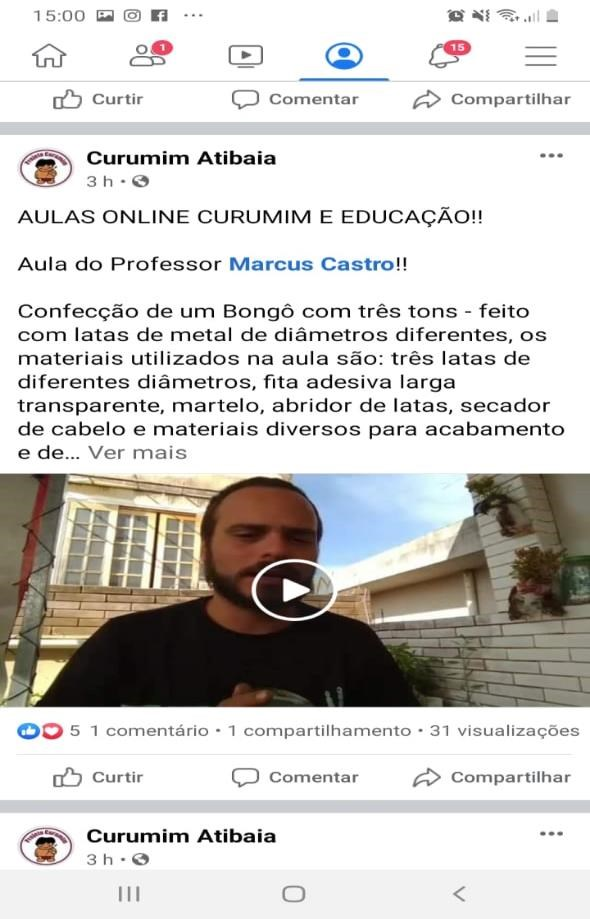 15:00
1
15
Curtir Comentar Compartilhar
Projeto Curumim
Curumim Atibaia
3 h
AULAS ONLINE CURUMIM E EDUCAÇÃO!!
Aula do Professor Marcus Castro!!
Confecção de um Bongô com três tons - feito
com latas de metal de diâmetros diferentes, os
materiais utilizados na aula são: três latas de
diferentes diâmetros, fita adesiva larga
transparente, martelo, abridor de latas, secador
de cabelo e materiais diversos para acabamento
e de... Ver mais
5 1 comentário • 1 compartilhamento • 31 visualizações
Curtir Comentar Compartilhar
Projeto Curumim
Curumim Atibaia
3 h